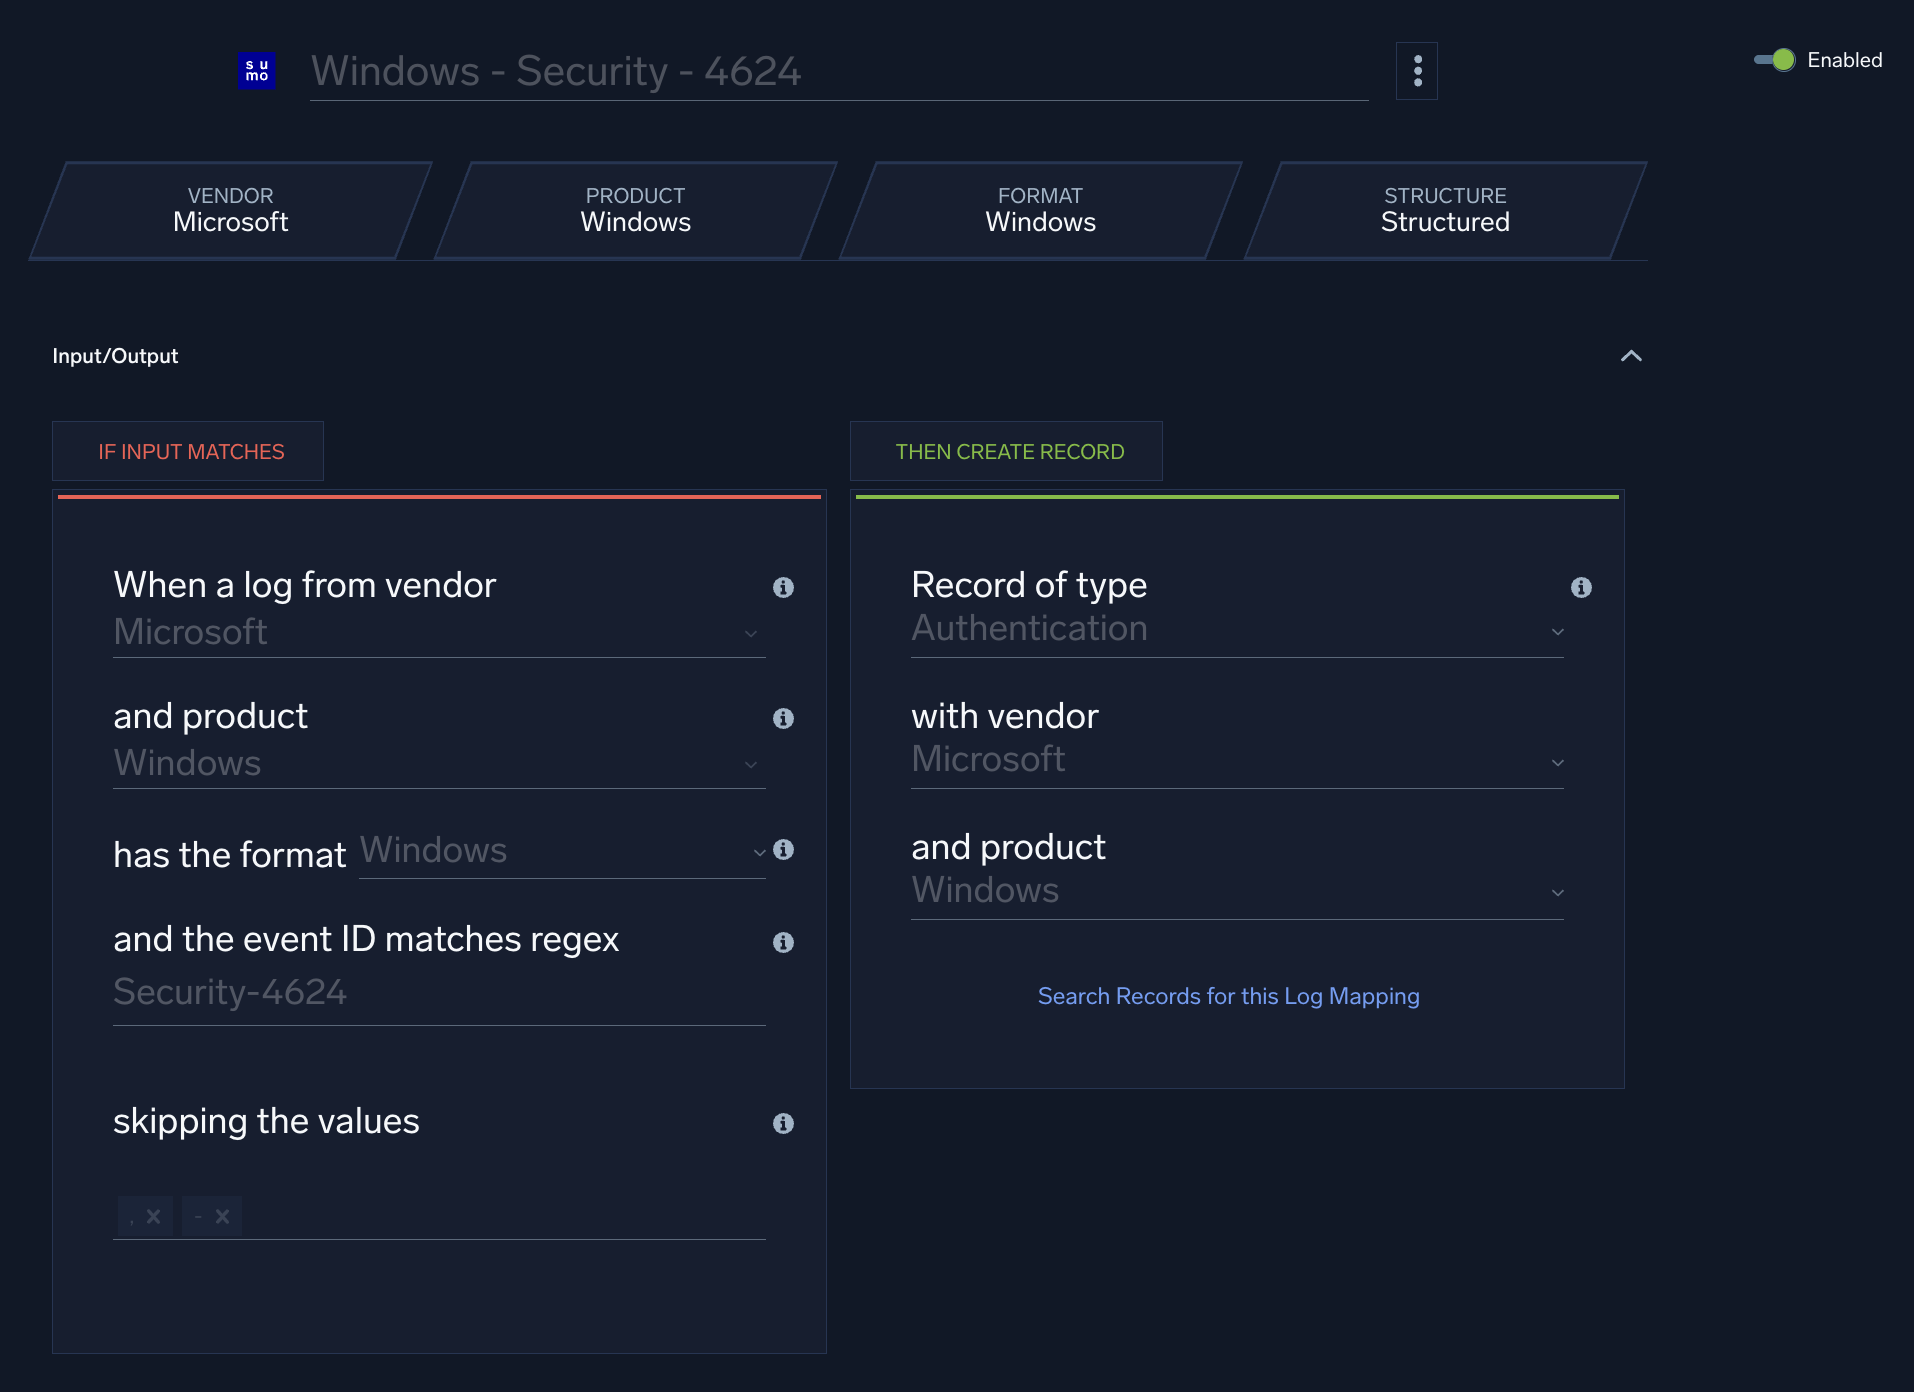 su
mo
Windows - Security - 4624
Enabled
VENDOR
Microsoft
PRODUCT
Windows
FORMAT
Windows
STRUCTURE
Structured
Input/Output
IF INPUT MATCHES
When a log from vendor
Microsoft
and product
Windows
has the format Windows
and the event ID matches regex
Security-4624
skipping the values
, × - ×
THEN CREATE RECORD
Record of type
Authentication
with vendor
Microsoft
and product
Windows
Search Records for this Log Mapping